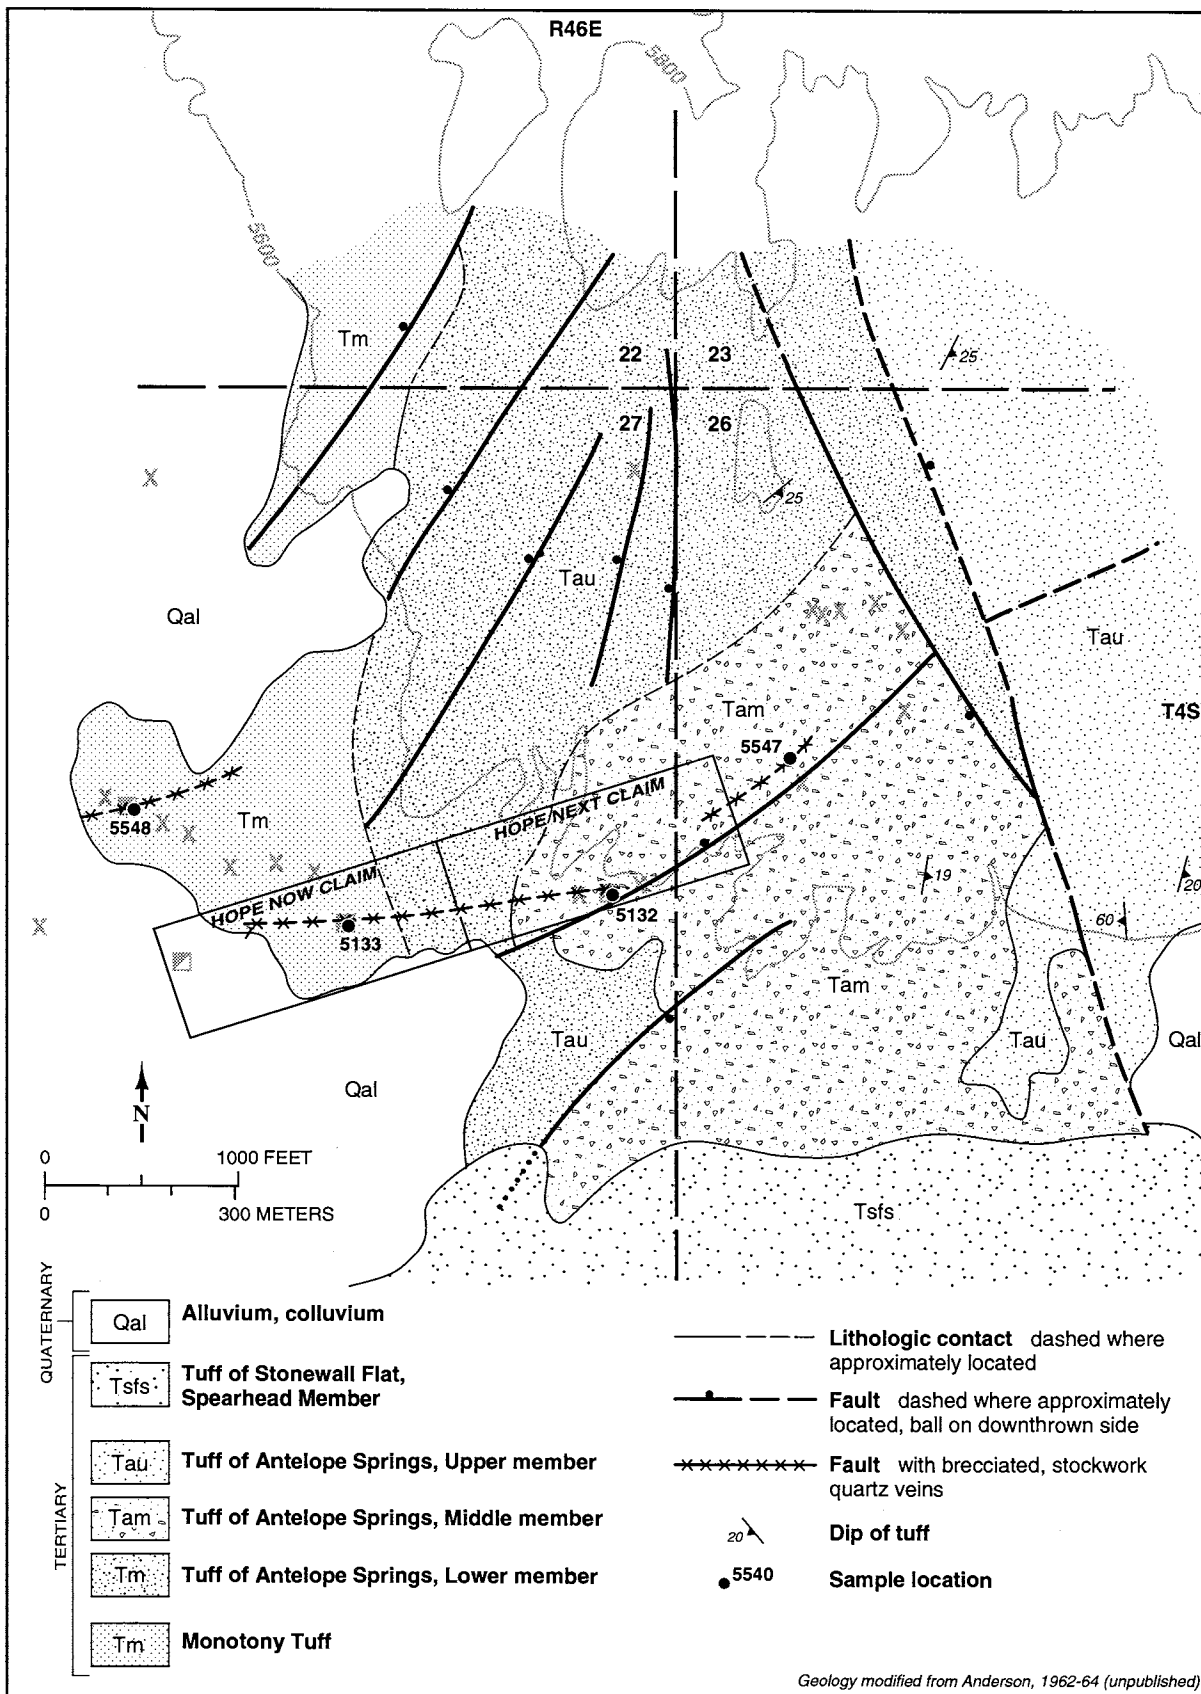 R46E
5800
5600
Tm
22
23
25
27
26
25
Tau
Qal
Tau
Tam
T4S
5547
HOPE NEXT CLAIM
5548
Tm
HOPE NOW CLAIM
19
20
5132
5133
60
Tam
Tau
Tau
Qal
Qal
N
0
1000 FEET
0
300 METERS
Tsfs
QUATERNARY
Qal
Alluvium, colluvium
TERTIARY
Tsfs
Tuff of Stonewall Flat,
Spearhead Member
Tau
Tuff of Antelope Springs, Upper member
Tam
Tuff of Antelope Springs, Middle member
Tm
Tuff of Antelope Springs, Lower member
Tm
Monotony Tuff
Lithologic contact dashed where
approximately located
Fault dashed where approximately
located, ball on downthrown side
Fault with brecciated, stockwork
quartz veins
20
Dip of tuff
5540
Sample location
Geology modified from Anderson, 1962-64 (unpublished)